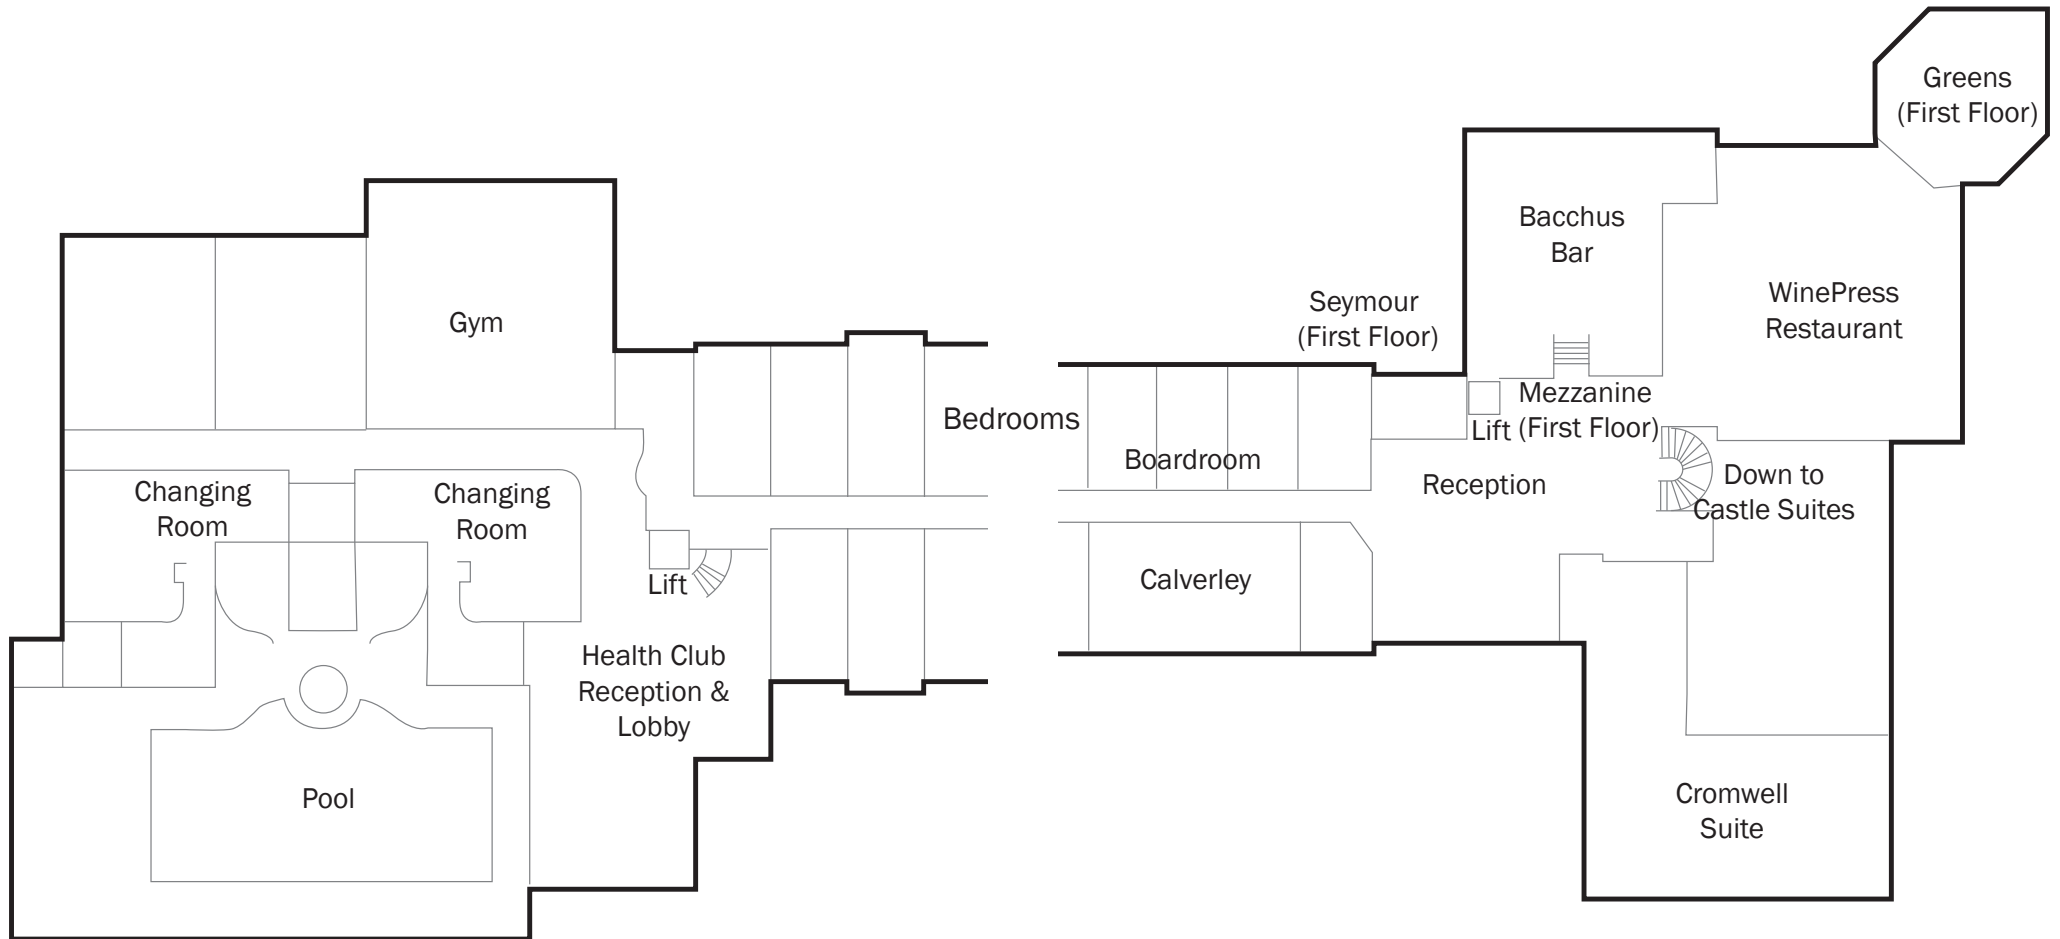 Greens
(First Floor)
Bacchus
Bar
WinePress
Restaurant
Seymour
(First Floor)
Gym
Mezzanine
(First Floor)
Lift
Bedrooms
Boardroom
Reception
Down to
Castle Suites
Changing
Room
Changing
Room
Lift
Calverley
Health Club
Reception &
Lobby
Pool
Cromwell
Suite